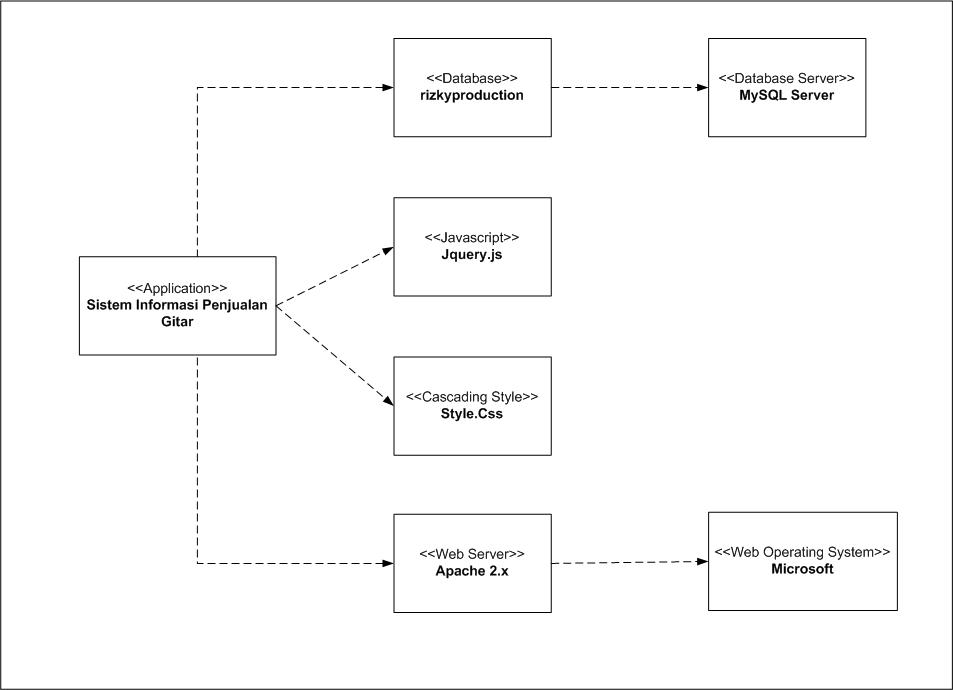 <<Database>>
rizkyproduction
<<Database Server>>
MySQL Server
<<Javascript>>
Jquery.js
<<Application>>
Sistem Informasi Penjualan
Gitar
<<Cascading Style>>
Style.Css
<<Web Server>>
Apache 2.x
<<Web Operating System>>
Microsoft